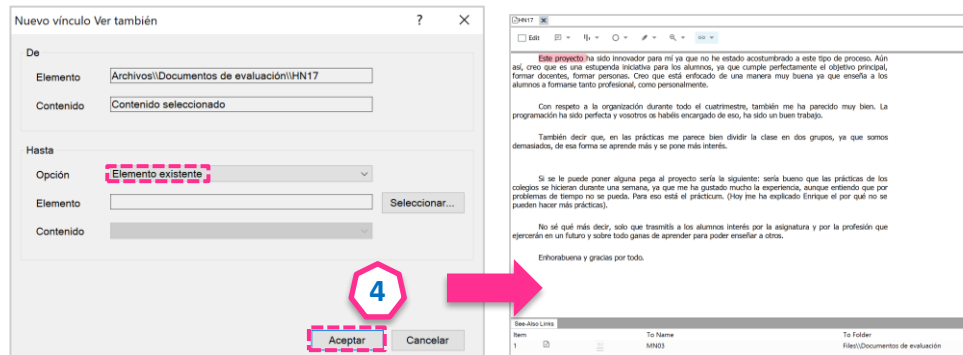 Nuevo vínculo Ver también
De
Elemento Archivos\\Documentos de evaluación\\HN17
Contenido Contenido seleccionado
Hasta
Opción Elemento existente
Elemento Seleccionar...
Contenido
4
Aceptar Cancelar
HN17
Edit
Este proyecto ha sido innovador para mí ya que no he estado acostumbrado a este tipo de proceso. Aún
así, creo que es una estupenda iniciativa para los alumnos, ya que cumple perfectamente el objetivo principal,
formar docentes, formar personas. Creo que está enfocado de una manera muy buena ya que enseña a los
alumnos a formarse tanto profesional, como personalmente.
Con respeto a la organización durante todo el cuatrimestre, también me ha parecido muy bien. La
programación ha sido perfecta y vosotros os habéis encargado de eso, ha sido un buen trabajo.
También decir que, en las prácticas me parece bien dividir la clase en dos grupos, ya que somos
demasiados, de esa forma se aprende más y se pone más interés.
Si se le puede poner alguna pega al proyecto sería la siguiente: sería bueno que las prácticas de los
colegios se hicieran durante una semana, ya que me ha gustado mucho la experiencia, aunque entiendo que por
problemas de tiempo no se pueda. Para eso está el prácticum. (Hoy me ha explicado Enrique el por qué no se
pueden hacer más prácticas).
No sé qué más decir, solo que trasmitís a los alumnos interés por la asignatura y por la profesión que
ejercerán en un futuro y sobre todo ganas de aprender para poder enseñar a otros.
Enhorabuena y gracias por todo.
See-Also Links
Item To Name To Folder
1 MN03 Files\\Documentos de evaluación